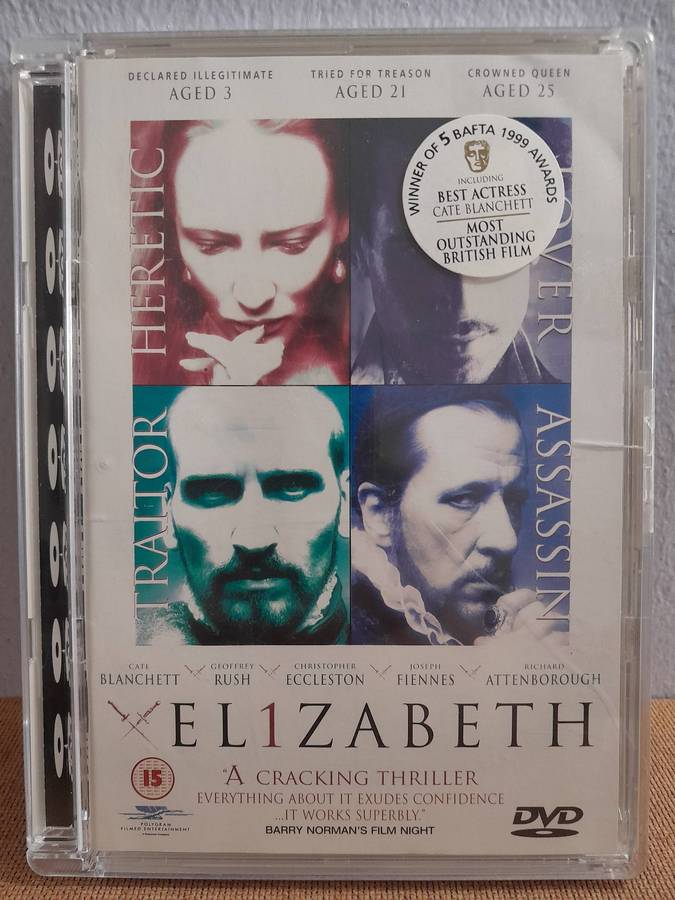 DECLARED ILLEGITIMATE
AGED 3
TRIED FOR TREASON
AGED 21
CROWNED QUEEN
AGED 25
HERETIC
WINNER OF 5 BAFTA 1999 AWARDS
INCLUDING
BEST ACTRESS
CATE BLANCHETT
MOST
OUTSTANDING
BRITISH FILM
LOVER
TRAITOR
ASSASSIN
CATE
BLANCHETT
GEOFFREY
RUSH
CHRISTOPHER
ECCLESTON
JOSEPH
FIENNES
RICHARD
ATTENBOROUGH
EL1ZABETH
"A CRACKING THRILLER
EVERYTHING ABOUT IT EXUDES CONFIDENCE
...IT WORKS SUPERBLY."
BARRY NORMAN'S FILM NIGHT
15
POLYGRAM
FILMED ENTERTAINMENT
DVD